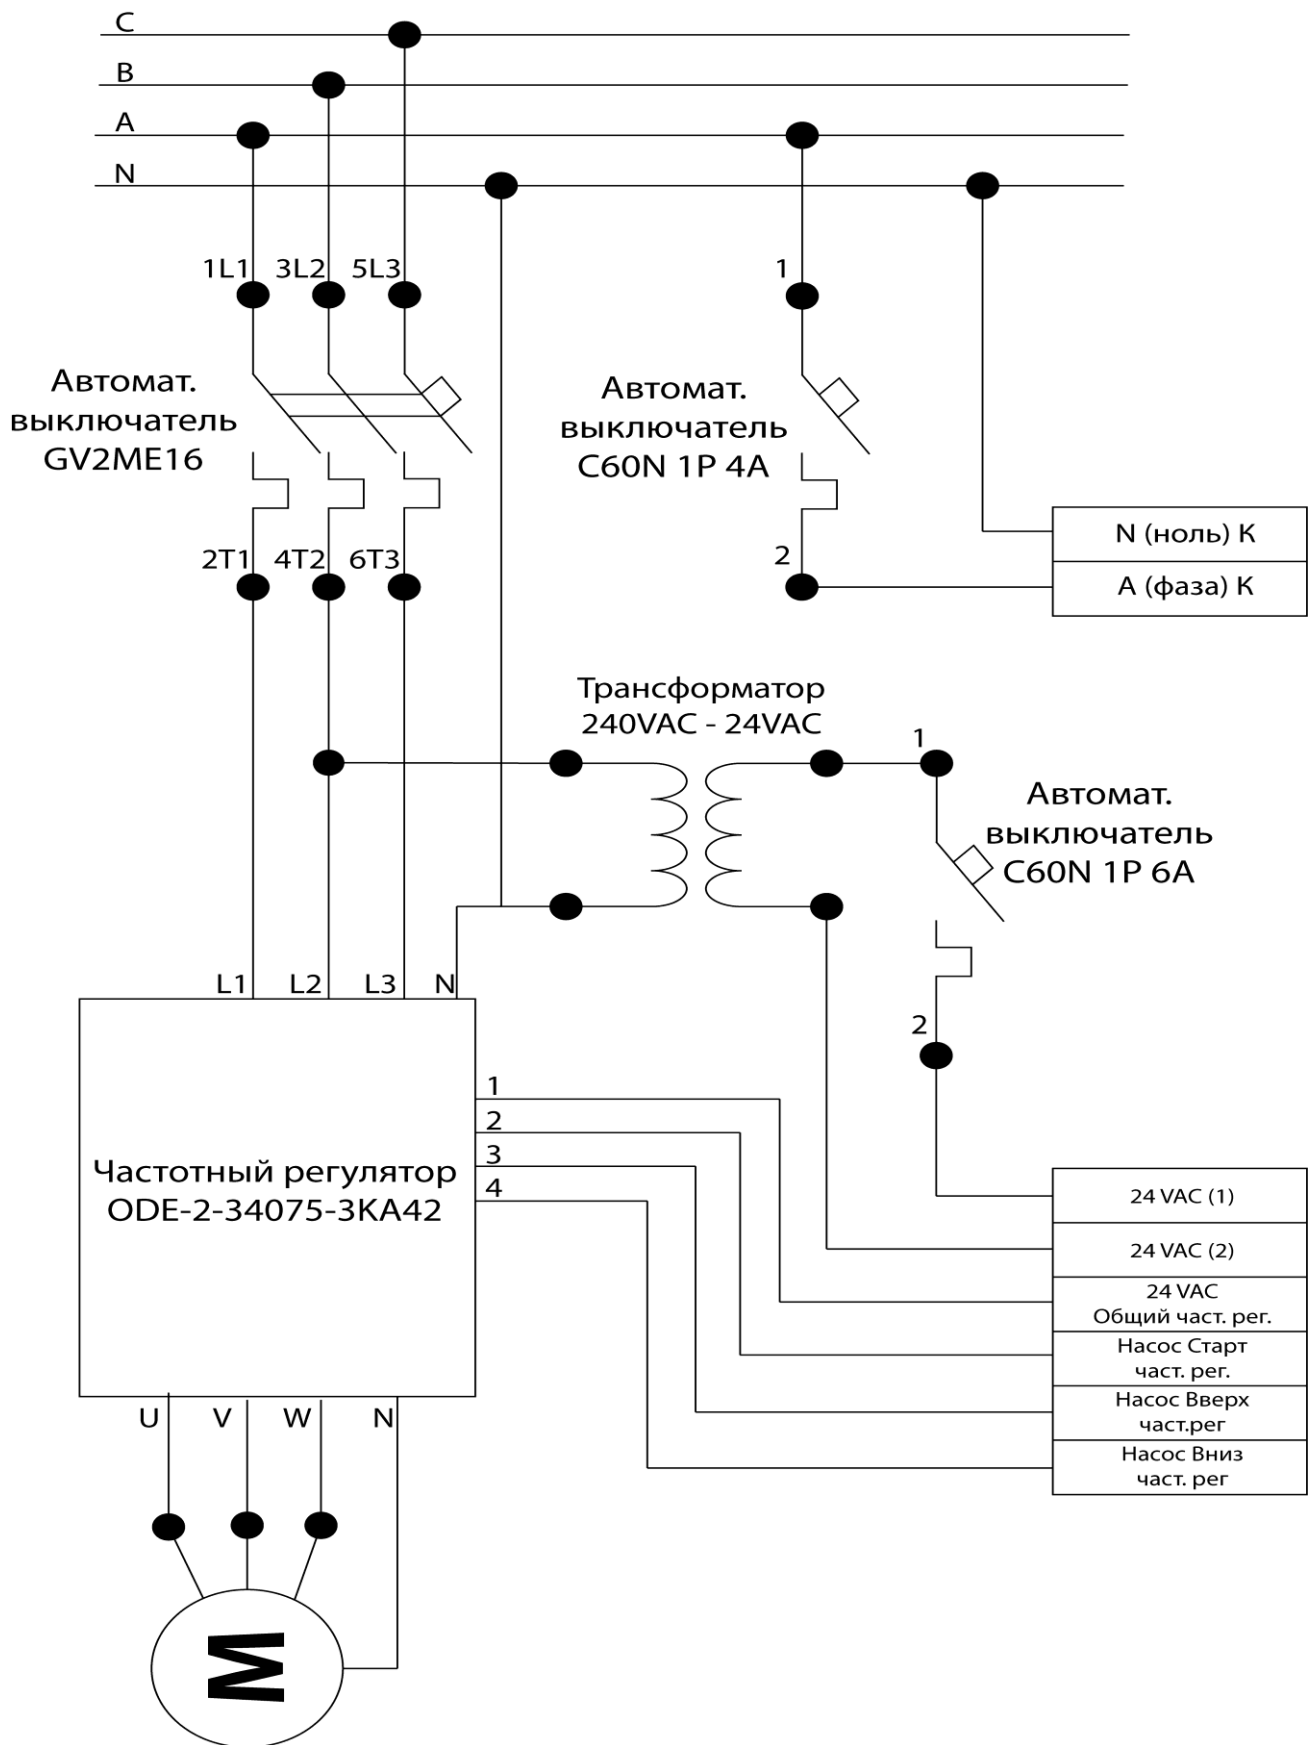 C
B
A
N
1L1 3L2 5L3
1
Автомат.
выключатель
GV2ME16
Автомат.
выключатель
C60N 1P 4A
2T1 4T2 6T3
2
N (ноль) К
А (фаза) К
Трансформатор
240VAC - 24VAC
1
Автомат.
выключатель
C60N 1P 6A
L1 L2 L3 N
2
1
2
3
4
Частотный регулятор
ODE-2-34075-3KA42
24 VAC (1)
24 VAC (2)
24 VAC
Общий част. рег.
Насос Старт
част. рег.
Насос Вверх
част.рег
Насос Вниз
част. рег
U V W N
M